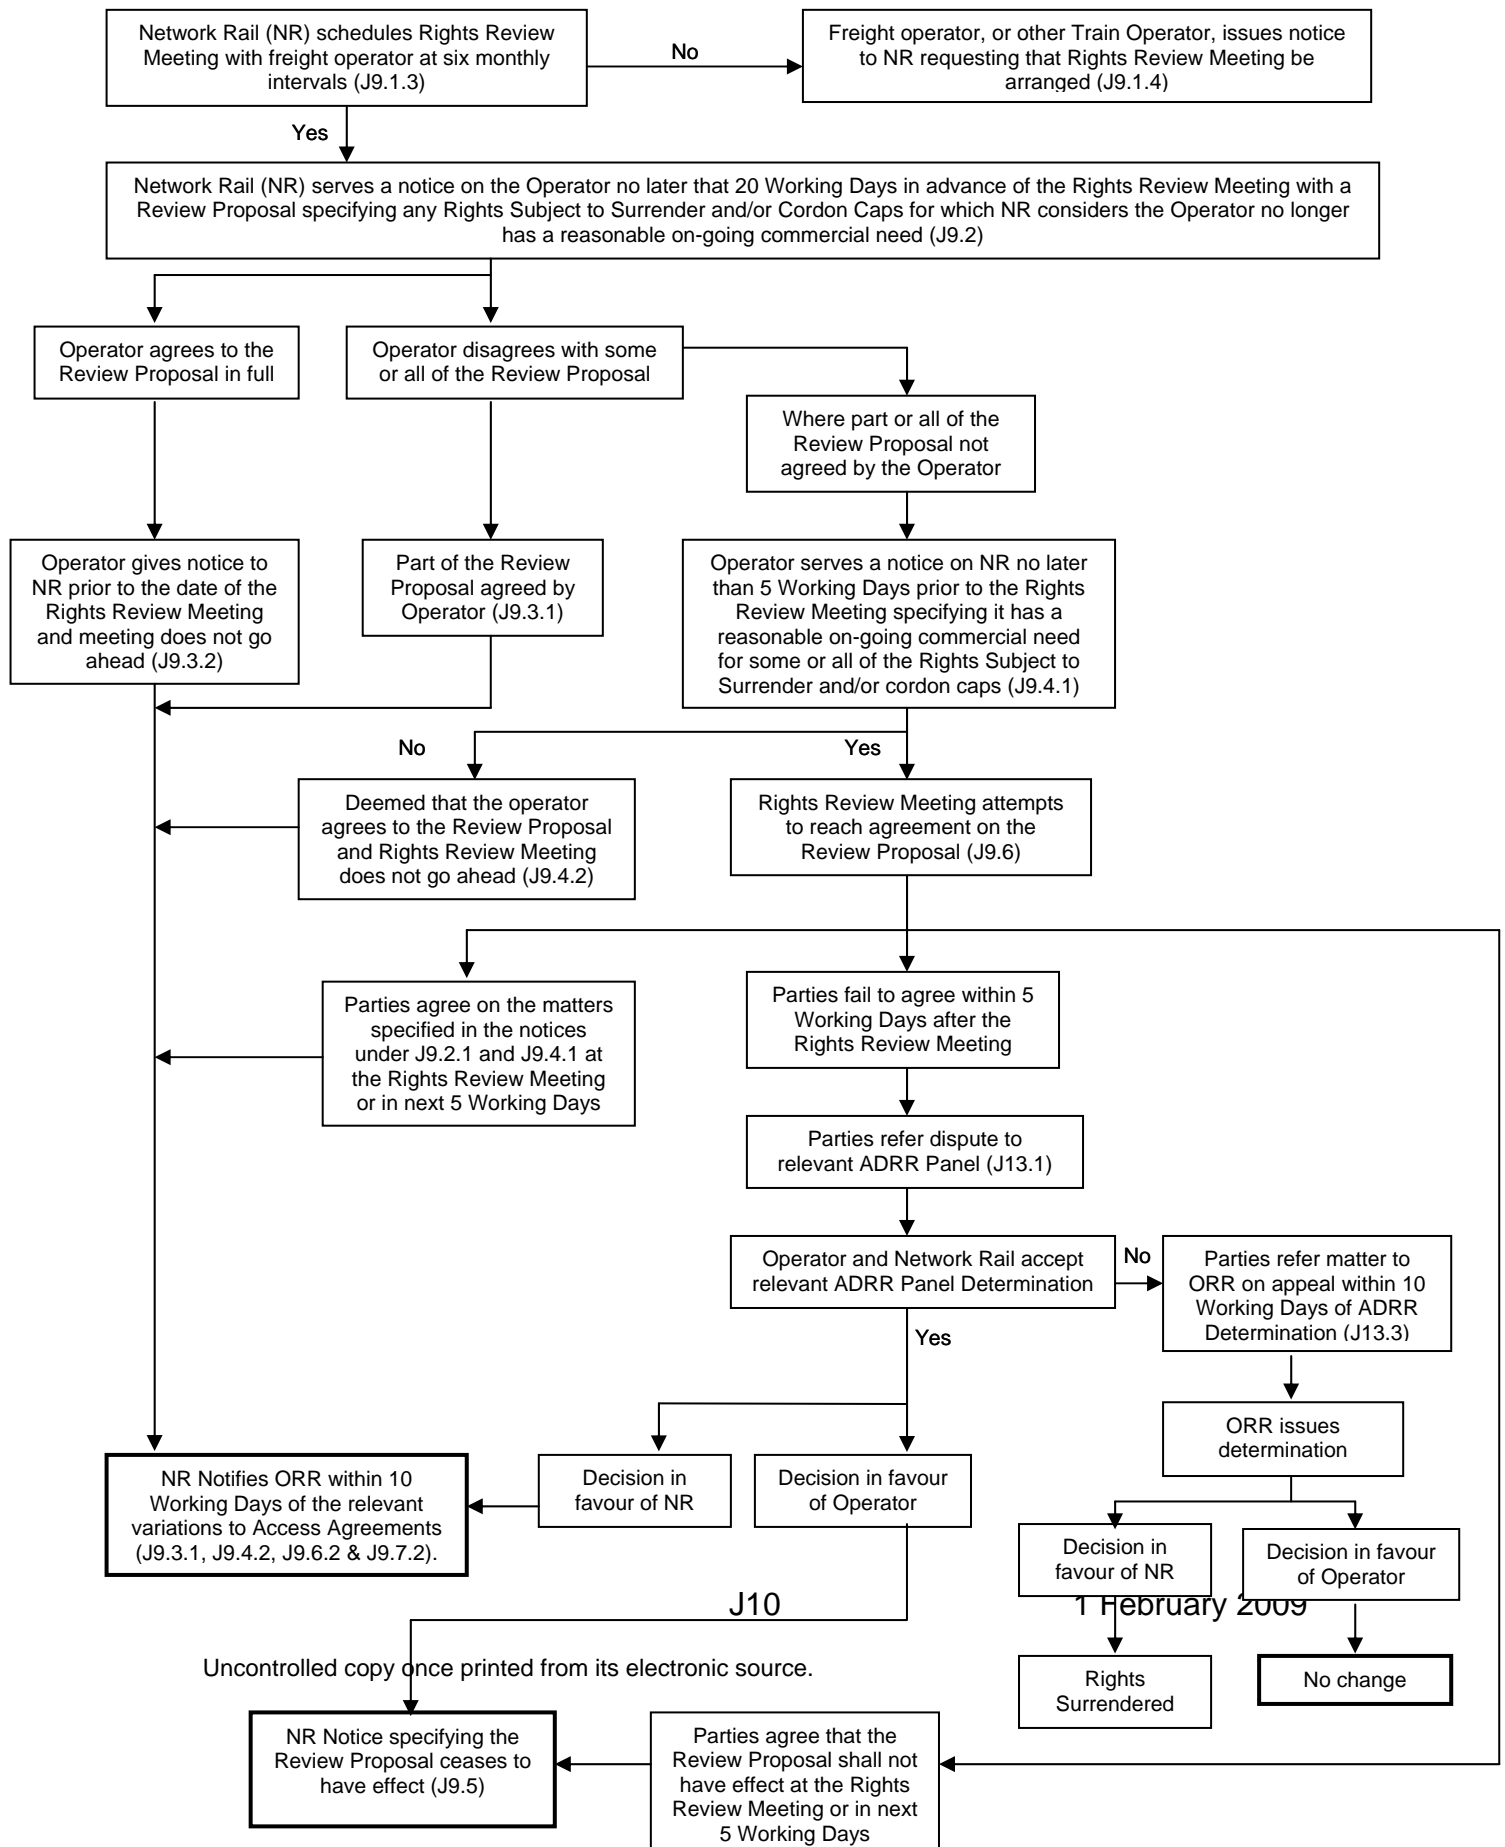 Network Rail (NR) schedules Rights Review
Meeting with freight operator at six monthly
intervals (J9.1.3)
No
Freight operator, or other Train Operator, issues notice
to NR requesting that Rights Review Meeting be
arranged (J9.1.4)
Yes
Network Rail (NR) serves a notice on the Operator no later that 20 Working Days in advance of the Rights Review Meeting with a
Review Proposal specifying any Rights Subject to Surrender and/or Cordon Caps for which NR considers the Operator no longer
has a reasonable on-going commercial need (J9.2)
Operator agrees to the
Review Proposal in full
Operator disagrees with some
or all of the Review Proposal
Where part or all of the
Review Proposal not
agreed by the Operator
Operator gives notice to
NR prior to the date of the
Rights Review Meeting
and meeting does not go
ahead (J9.3.2)
Part of the Review
Proposal agreed by
Operator (J9.3.1)
Operator serves a notice on NR no later
than 5 Working Days prior to the Rights
Review Meeting specifying it has a
reasonable on-going commercial need
for some or all of the Rights Subject to
Surrender and/or cordon caps (J9.4.1)
No
Yes
Deemed that the operator
agrees to the Review Proposal
and Rights Review Meeting
does not go ahead (J9.4.2)
Rights Review Meeting attempts
to reach agreement on the
Review Proposal (J9.6)
Parties agree on the matters
specified in the notices
under J9.2.1 and J9.4.1 at
the Rights Review Meeting
or in next 5 Working Days
Parties fail to agree within 5
Working Days after the
Rights Review Meeting
Parties refer dispute to
relevant ADRR Panel (J13.1)
Operator and Network Rail accept
relevant ADRR Panel Determination
No
Parties refer matter to
ORR on appeal within 10
Working Days of ADRR
Determination (J13.3)
Yes
ORR issues
determination
NR Notifies ORR within 10
Working Days of the relevant
variations to Access Agreements
(J9.3.1, J9.4.2, J9.6.2 & J9.7.2).
Decision in
favour of NR
Decision in favour
of Operator
Decision in
favour of NR
Decision in favour
of Operator
J10
1 February 2009
Uncontrolled copy once printed from its electronic source.
Rights
Surrendered
No change
NR Notice specifying the
Review Proposal ceases to
have effect (J9.5)
Parties agree that the
Review Proposal shall not
have effect at the Rights
Review Meeting or in next
5 Working Days